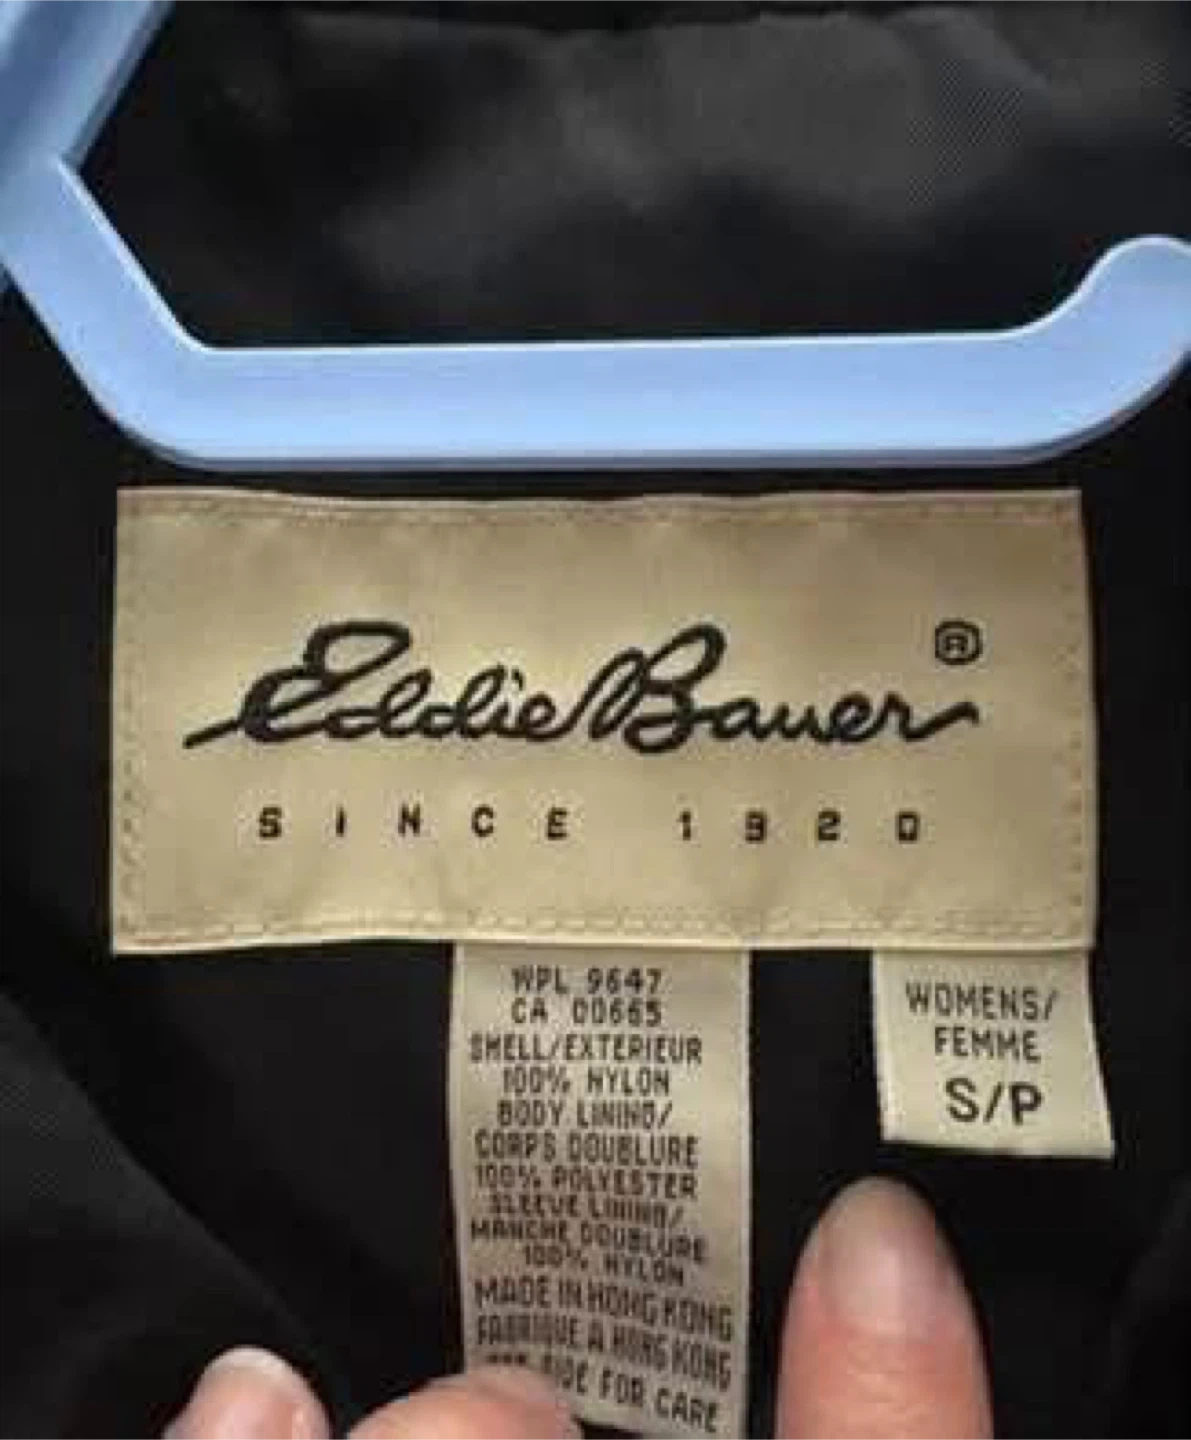 Eddie Bauer ®
SINCE 1920
WPL 9647
CA 00665
SHELL/EXTERIEUR
100% NYLON
BODY LINING/
CORPS DOUBLURE
100% POLYESTER
SLEEVE LINING/
MANCHE DOUBLURE
100% NYLON
MADE IN HONG KONG
FABRIQUE A HONG KONG
SIDE FOR CARE
WOMENS/
FEMME
S/P